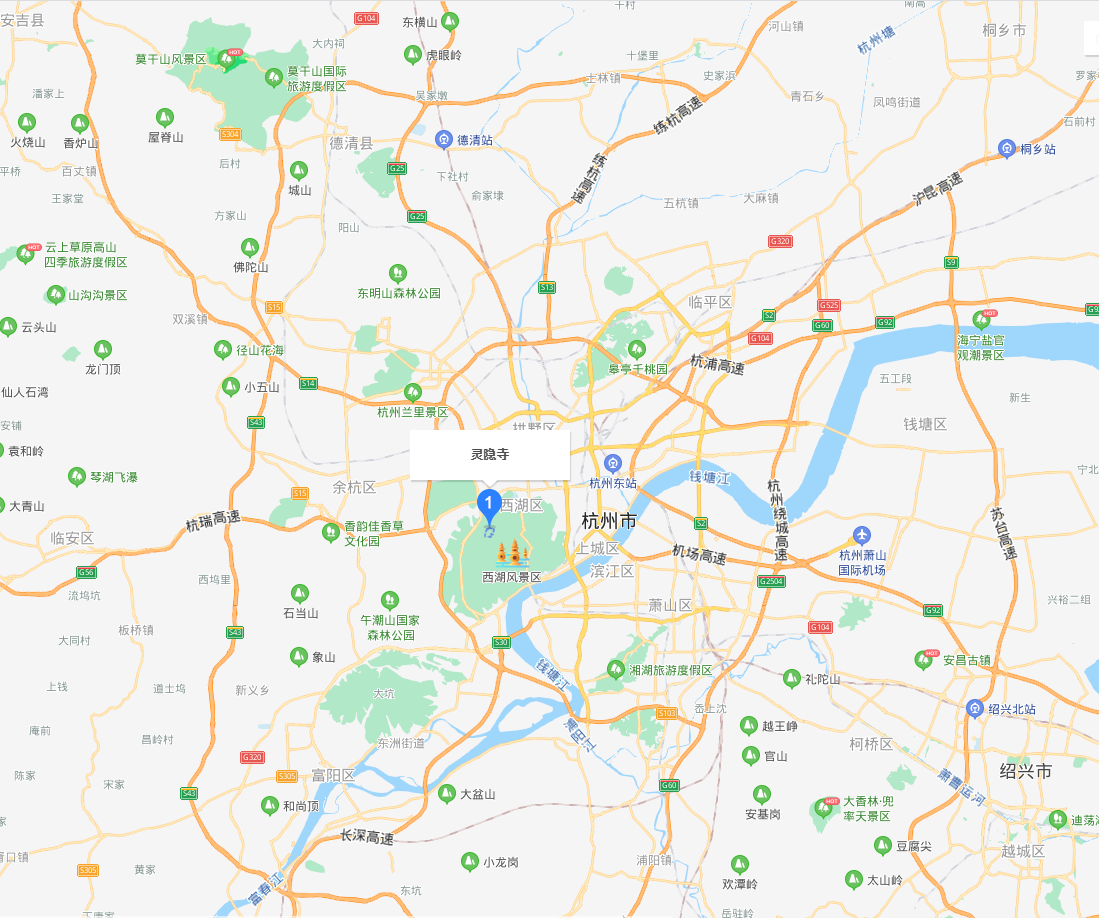 安吉县
G104
东横山
十村
南高
河山镇
杭州塘
桐乡市
大内祠
虎眼岭
十堡里
莫干山风景区
HOT
莫干山国际
旅游度假区
士林镇
史家浜
罗家
潘家上
吴家墩
青石乡
凤鸣街道
练杭高速
石前村
火烧山
香炉山
屋脊山
S304
德清县
德清站
桐乡站
后村
平桥
百丈镇
G25
练杭高速
下社村
沪昆高速
城山
王家堂
俞家埭
五杭镇
大麻镇
方家山
G25
阳山
G320
云上草原高山
四季旅游度假区
HOT
佛陀山
S9
东明山森林公园
S13
山沟沟景区
临平区
S15
G525
S2
G92
云头山
双溪镇
G60
G92
HOT
G104
海宁盐官
观潮景区
径山花海
龙门顶
皋亭千桃园
杭浦高速
小五山
S14
五工段
仙人石湾
杭州兰里景区
新生
S43
安铺
拱墅区
钱塘区
袁和岭
灵隐寺
杭州东站
宁北
琴湖飞瀑
余杭区
钱塘江
S15
1
西湖区
杭州绕城高速
大青山
杭瑞高速
杭州市
S2
苏台高速
香韵佳香草
文化园
临安区
上城区
机场高速
杭州萧山
国际机场
G56
西坞里
西湖风景区
滨江区
G2504
流坞坑
石当山
午潮山国家
森林公园
萧山区
G92
兴裕二组
板桥镇
S43
G104
大同村
S30
象山
HOT
安昌古镇
钱塘江
湘湖旅游度假区
礼陀山
上钱
道士坞
新义乡
大坑
岙上沈
绍兴北站
S103
庵前
浦阳江
越王峥
昌岭村
东洲街道
柯桥区
G320
官山
陈家
富阳区
绍兴市
S305
宋家
G60
萧曹运河
S43
大盆山
和尚顶
安基岗
HOT
大香林·兜
率天景区
迪荡湖
长深高速
豆腐尖
越城区
小龙岗
浦阳镇
S305
黄家
欢潭岭
太山岭
富春江
东坑
岳驻岭